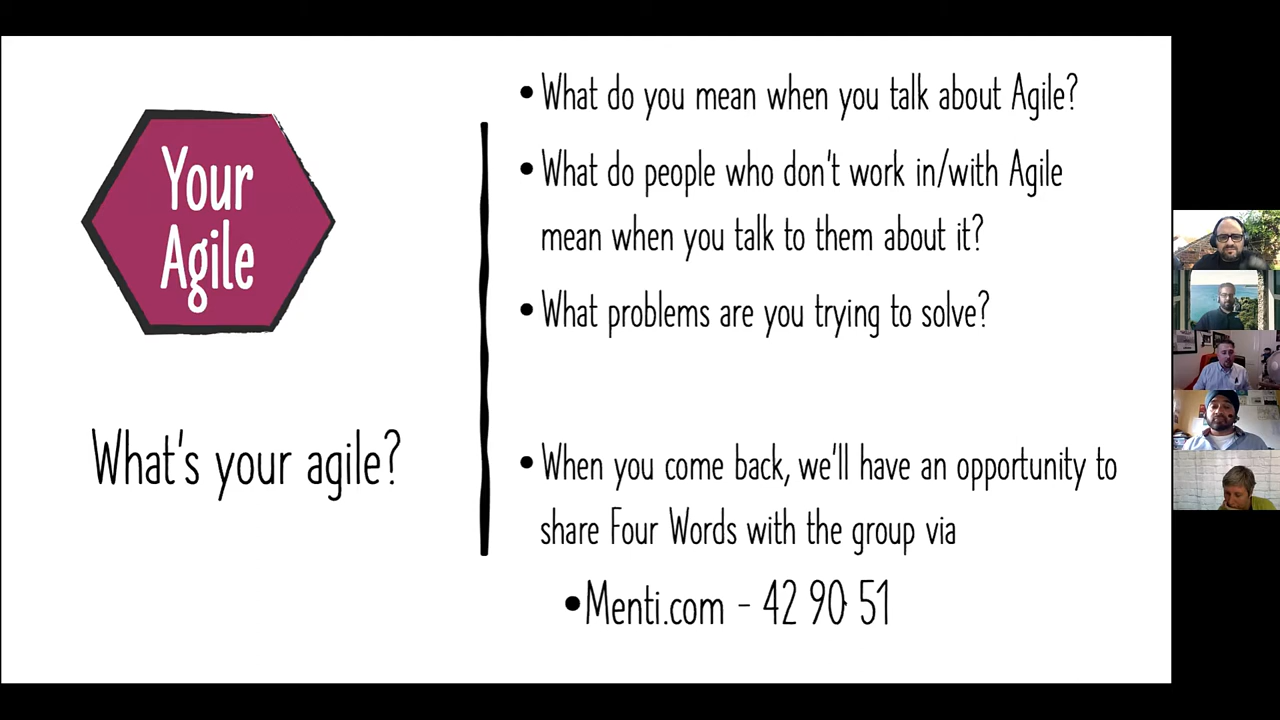 Your
Agile
What's your agile?
• What do you mean when you talk about Agile?
• What do people who don't work in/with Agile
mean when you talk to them about it?
• What problems are you trying to solve?
• When you come back, we'll have an opportunity to
share Four Words with the group via
• Menti.com - 42 90 51